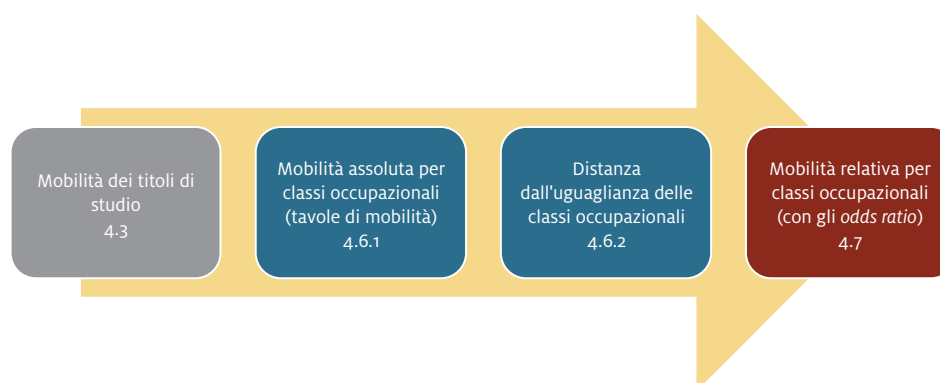 Mobilità dei titoli di
studio
4.3
Mobilità assoluta per
classi occupazionali
(tavole di mobilità)
4.6.1
Distanza
dall'uguaglianza delle
classi occupazionali
4.6.2
Mobilità relativa per
classi occupazionali
(con gli odds ratio)
4.7